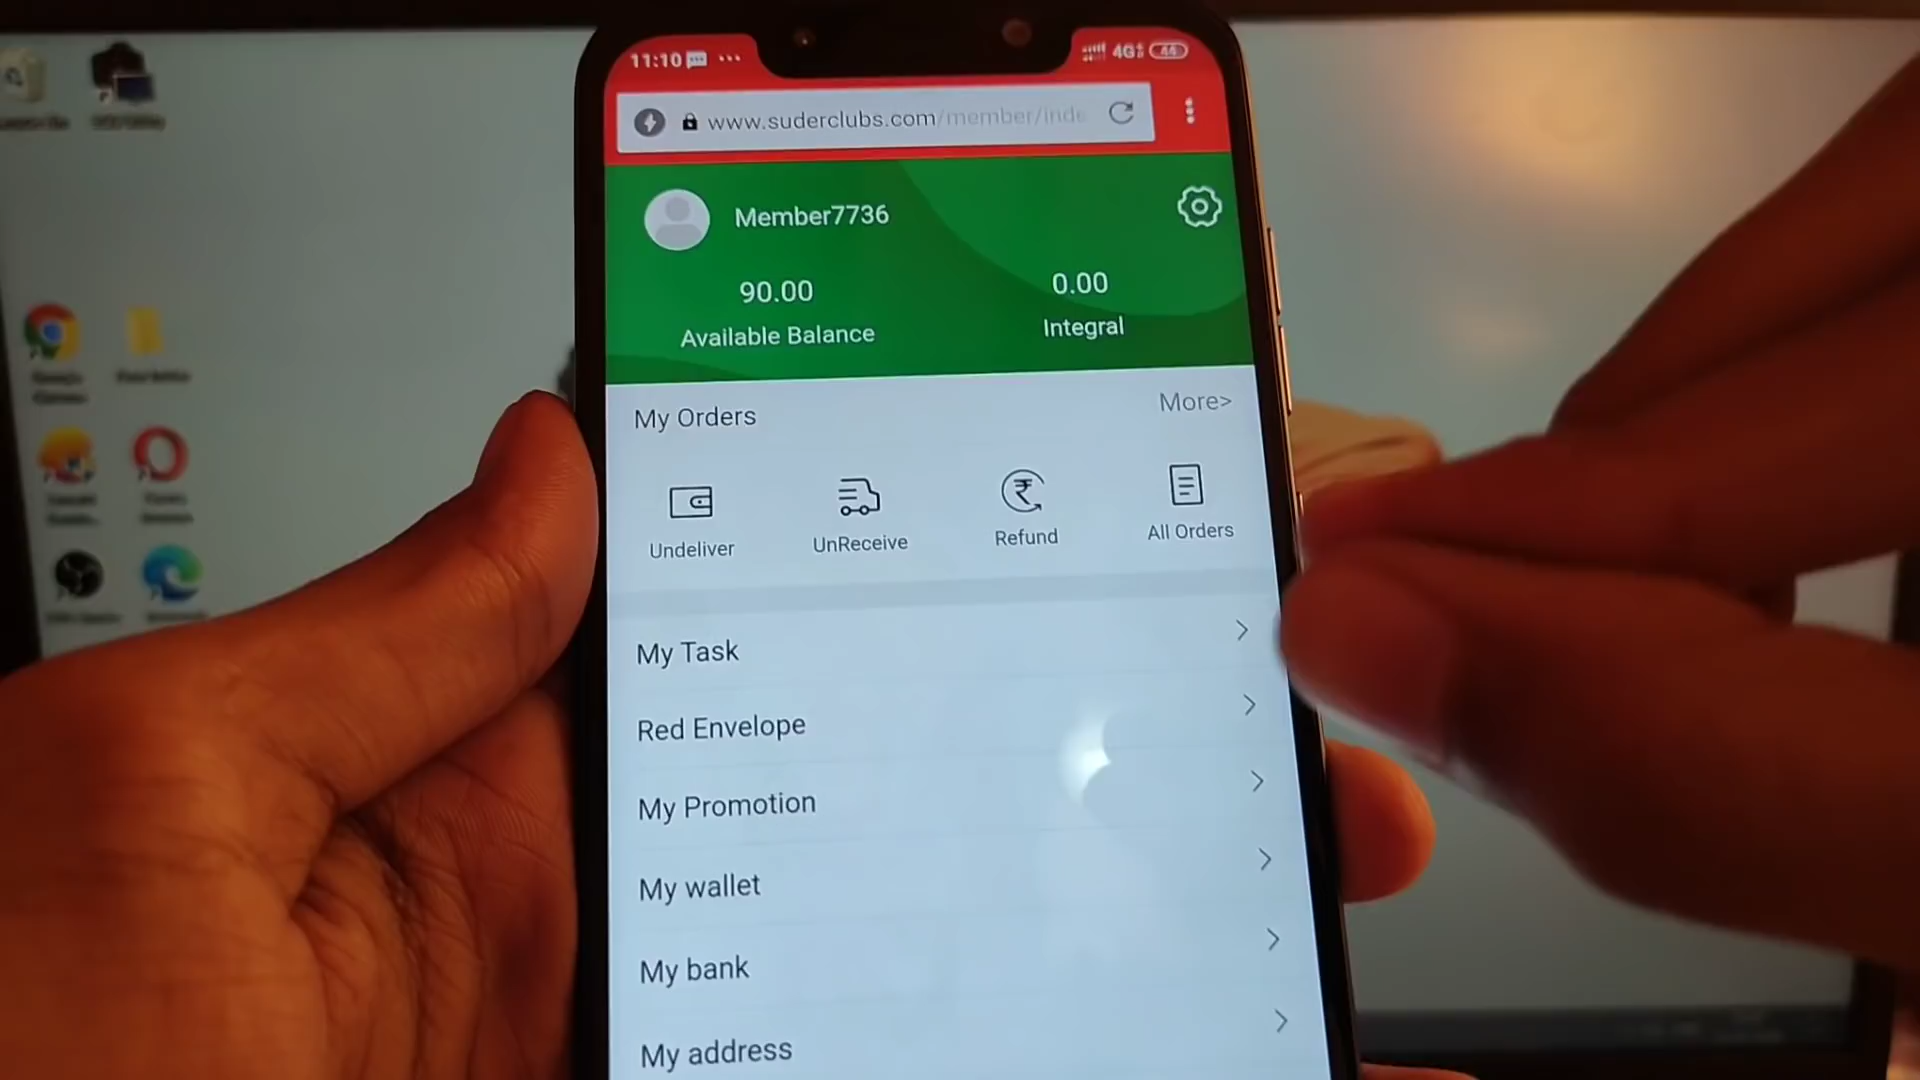 11:10
4G
44
www.suderclubs.com/member/inde
Member7736
90.00
0.00
Available Balance
Integral
My Orders
More>
Undeliver
UnReceive
Refund
All Orders
My Task
Red Envelope
My Promotion
My wallet
My bank
My address